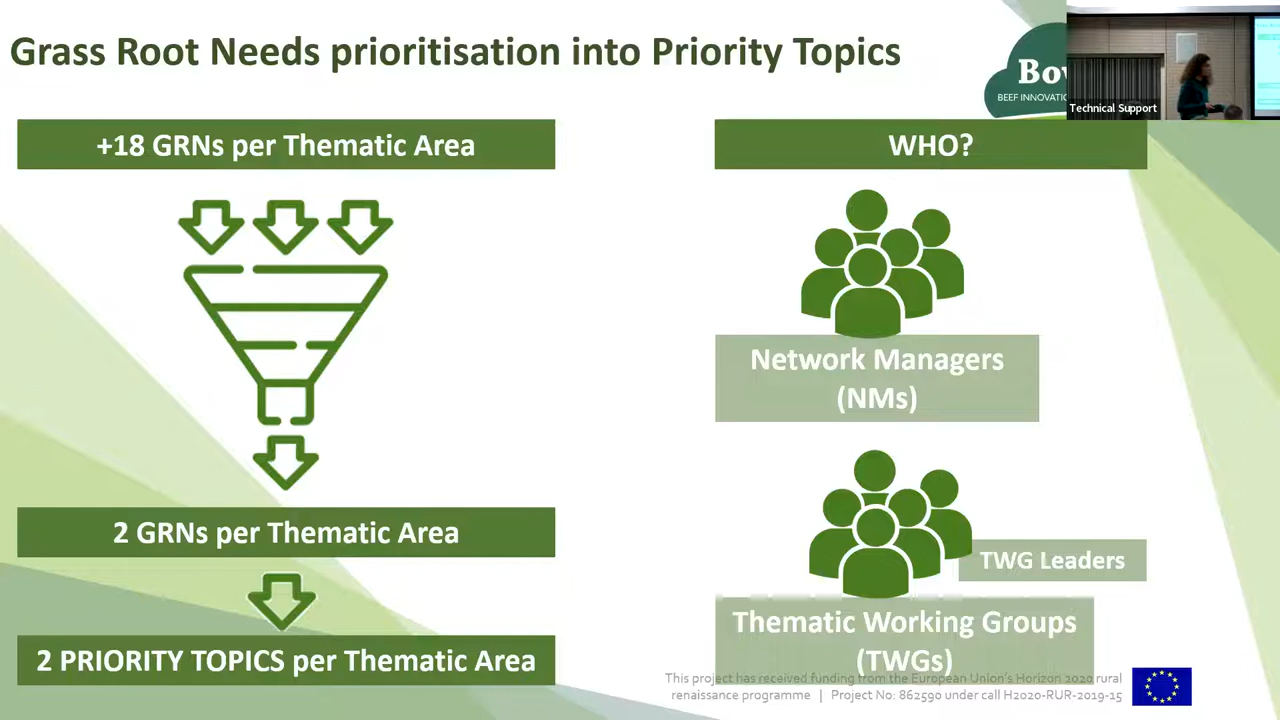 Grass Root Needs prioritisation into Priority Topics
BEEF INNOVATIO
Technical Support
+18 GRNs per Thematic Area
WHO?
Network Managers
(NMs)
2 GRNs per Thematic Area
TWG Leaders
Thematic Working Groups
(TWGs)
2 PRIORITY TOPICS per Thematic Area
This project has received funding from the European Union's Horizon 2020 rural
renaissance programme | Project No: 862590 under call H2020-RUR-2019-15